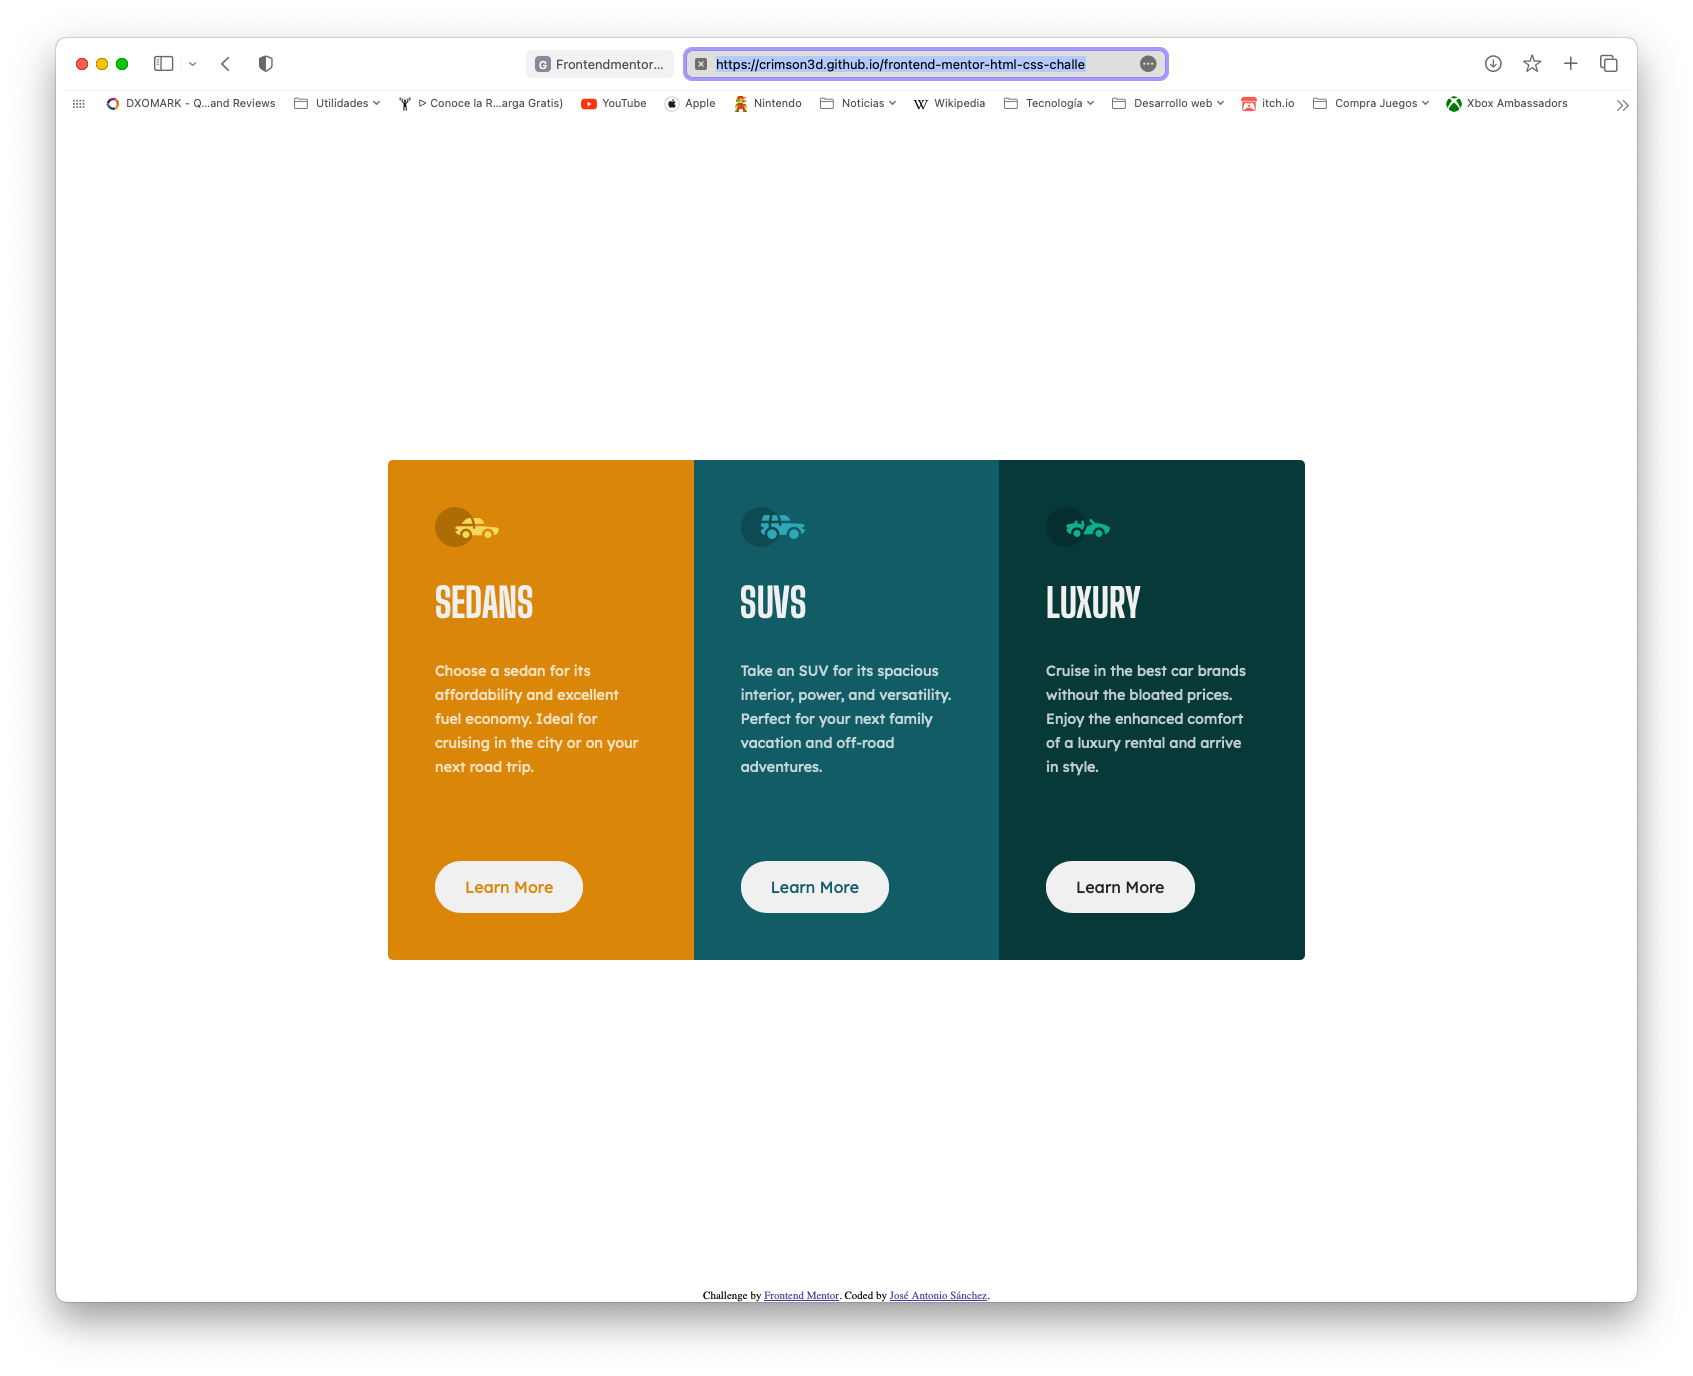 G Frontendmentor...
https://crimson3d.github.io/frontend-mentor-html-css-challe
DXOMARK - Q...and Reviews
Utilidades
Conoce la R...arga Gratis)
YouTube
Apple
Nintendo
Noticias
W Wikipedia
Tecnología
Desarrollo web
itch.io
Compra Juegos
Xbox Ambassadors
SEDANS
Choose a sedan for its
affordability and excellent
fuel economy. Ideal for
cruising in the city or on your
next road trip.
Learn More
SUVS
Take an SUV for its spacious
interior, power, and versatility.
Perfect for your next family
vacation and off-road
adventures.
Learn More
LUXURY
Cruise in the best car brands
without the bloated prices.
Enjoy the enhanced comfort
of a luxury rental and arrive
in style.
Learn More
Challenge by Frontend Mentor. Coded by José Antonio Sánchez.